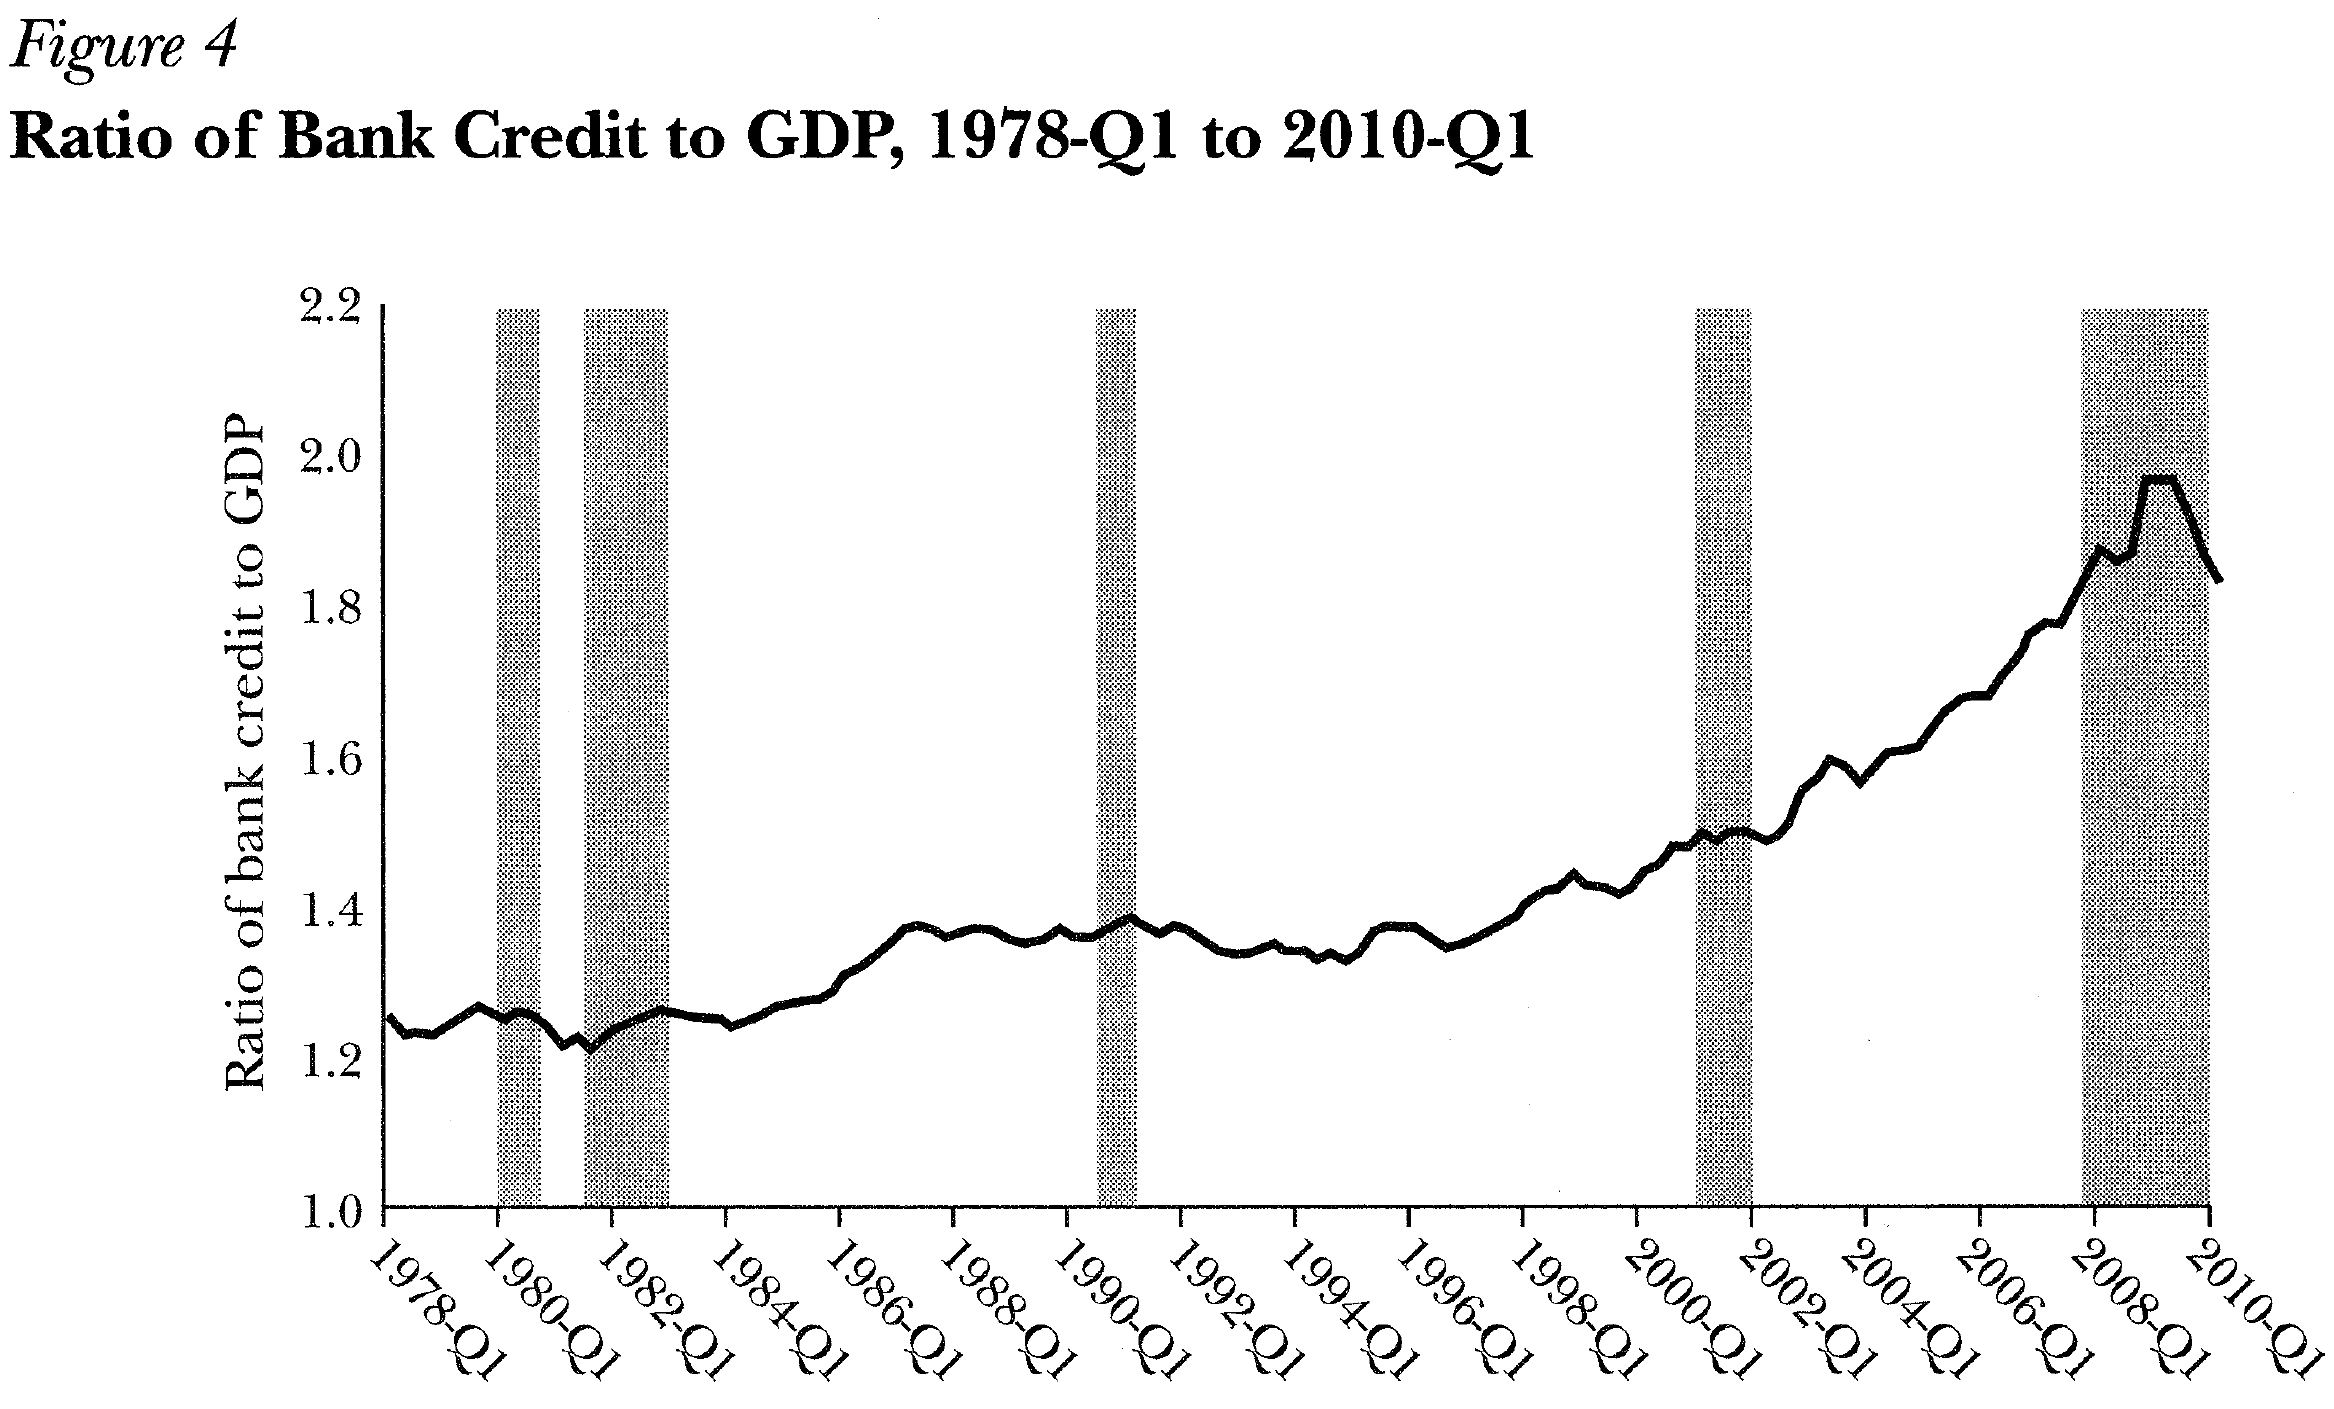 Figure 4
Ratio of Bank Credit to GDP, 1978-Q1 to 2010-Q1
Ratio of bank credit to GDP
2.2
2.0
1.8
1.6
1.4
1.2
1.0
1978-Q1
1980-Q1
1982-Q1
1984-Q1
1986-Q1
1988-Q1
1990-Q1
1992-Q1
1994-Q1
1996-Q1
1998-Q1
2000-Q1
2002-Q1
2004-Q1
2006-Q1
2008-Q1
2010-Q1